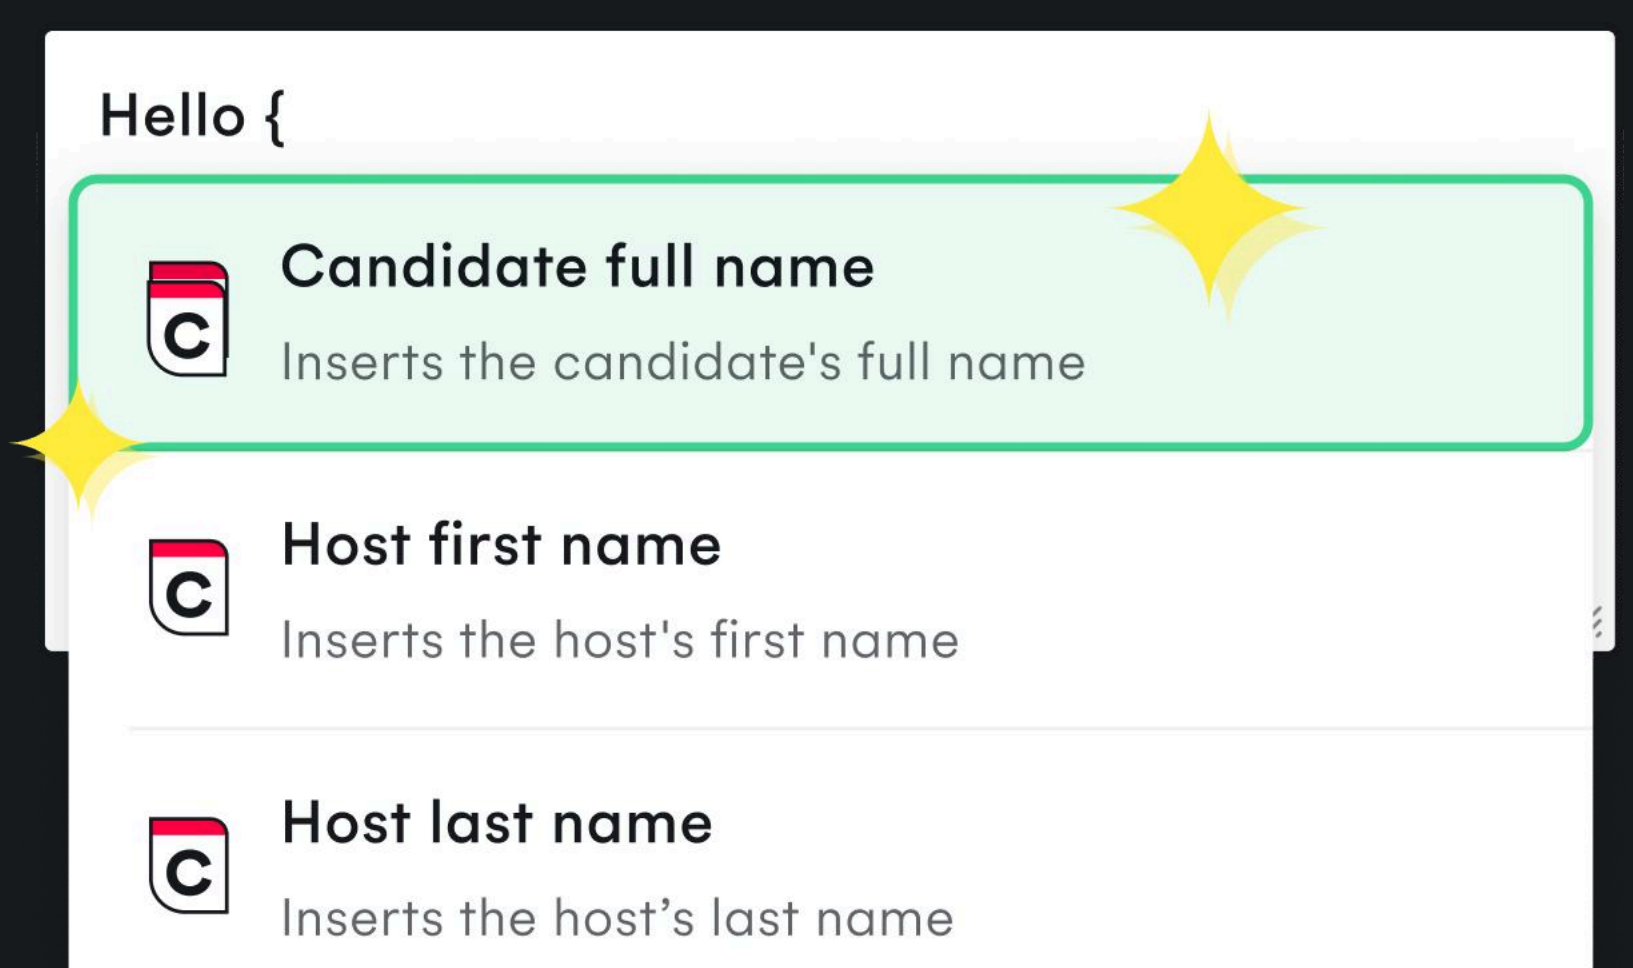 Hello {
Candidate full name
C
Inserts the candidate's full name
Host first name
C
Inserts the host's first name
Host last name
C
Inserts the host’s last name